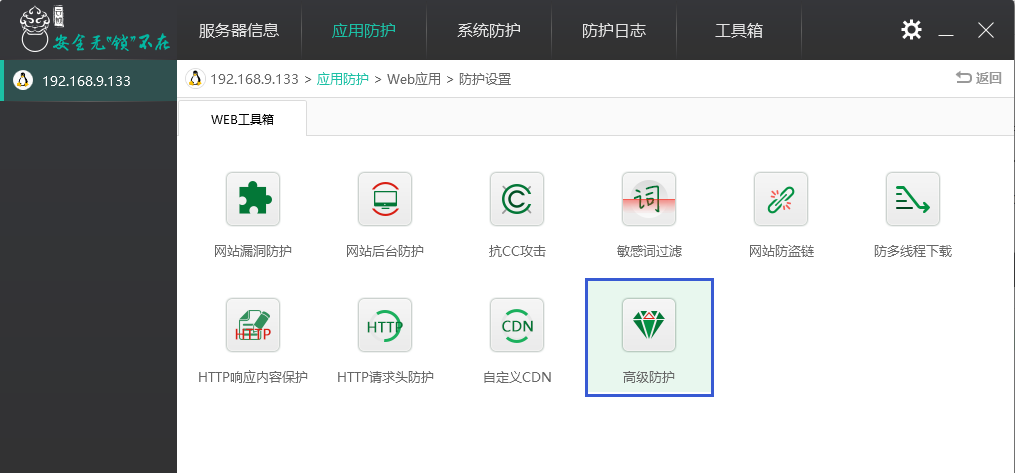 安全无“锁”不在
服务器信息
应用防护
系统防护
防护日志
工具箱
192.168.9.133
192.168.9.133 > 应用防护 > Web应用 > 防护设置
返回
WEB工具箱
词
网站漏洞防护
网站后台防护
抗CC攻击
敏感词过滤
网站防盗链
防多线程下载
HTTP
HTTP
CDN
HTTP响应内容保护
HTTP请求头防护
自定义CDN
高级防护